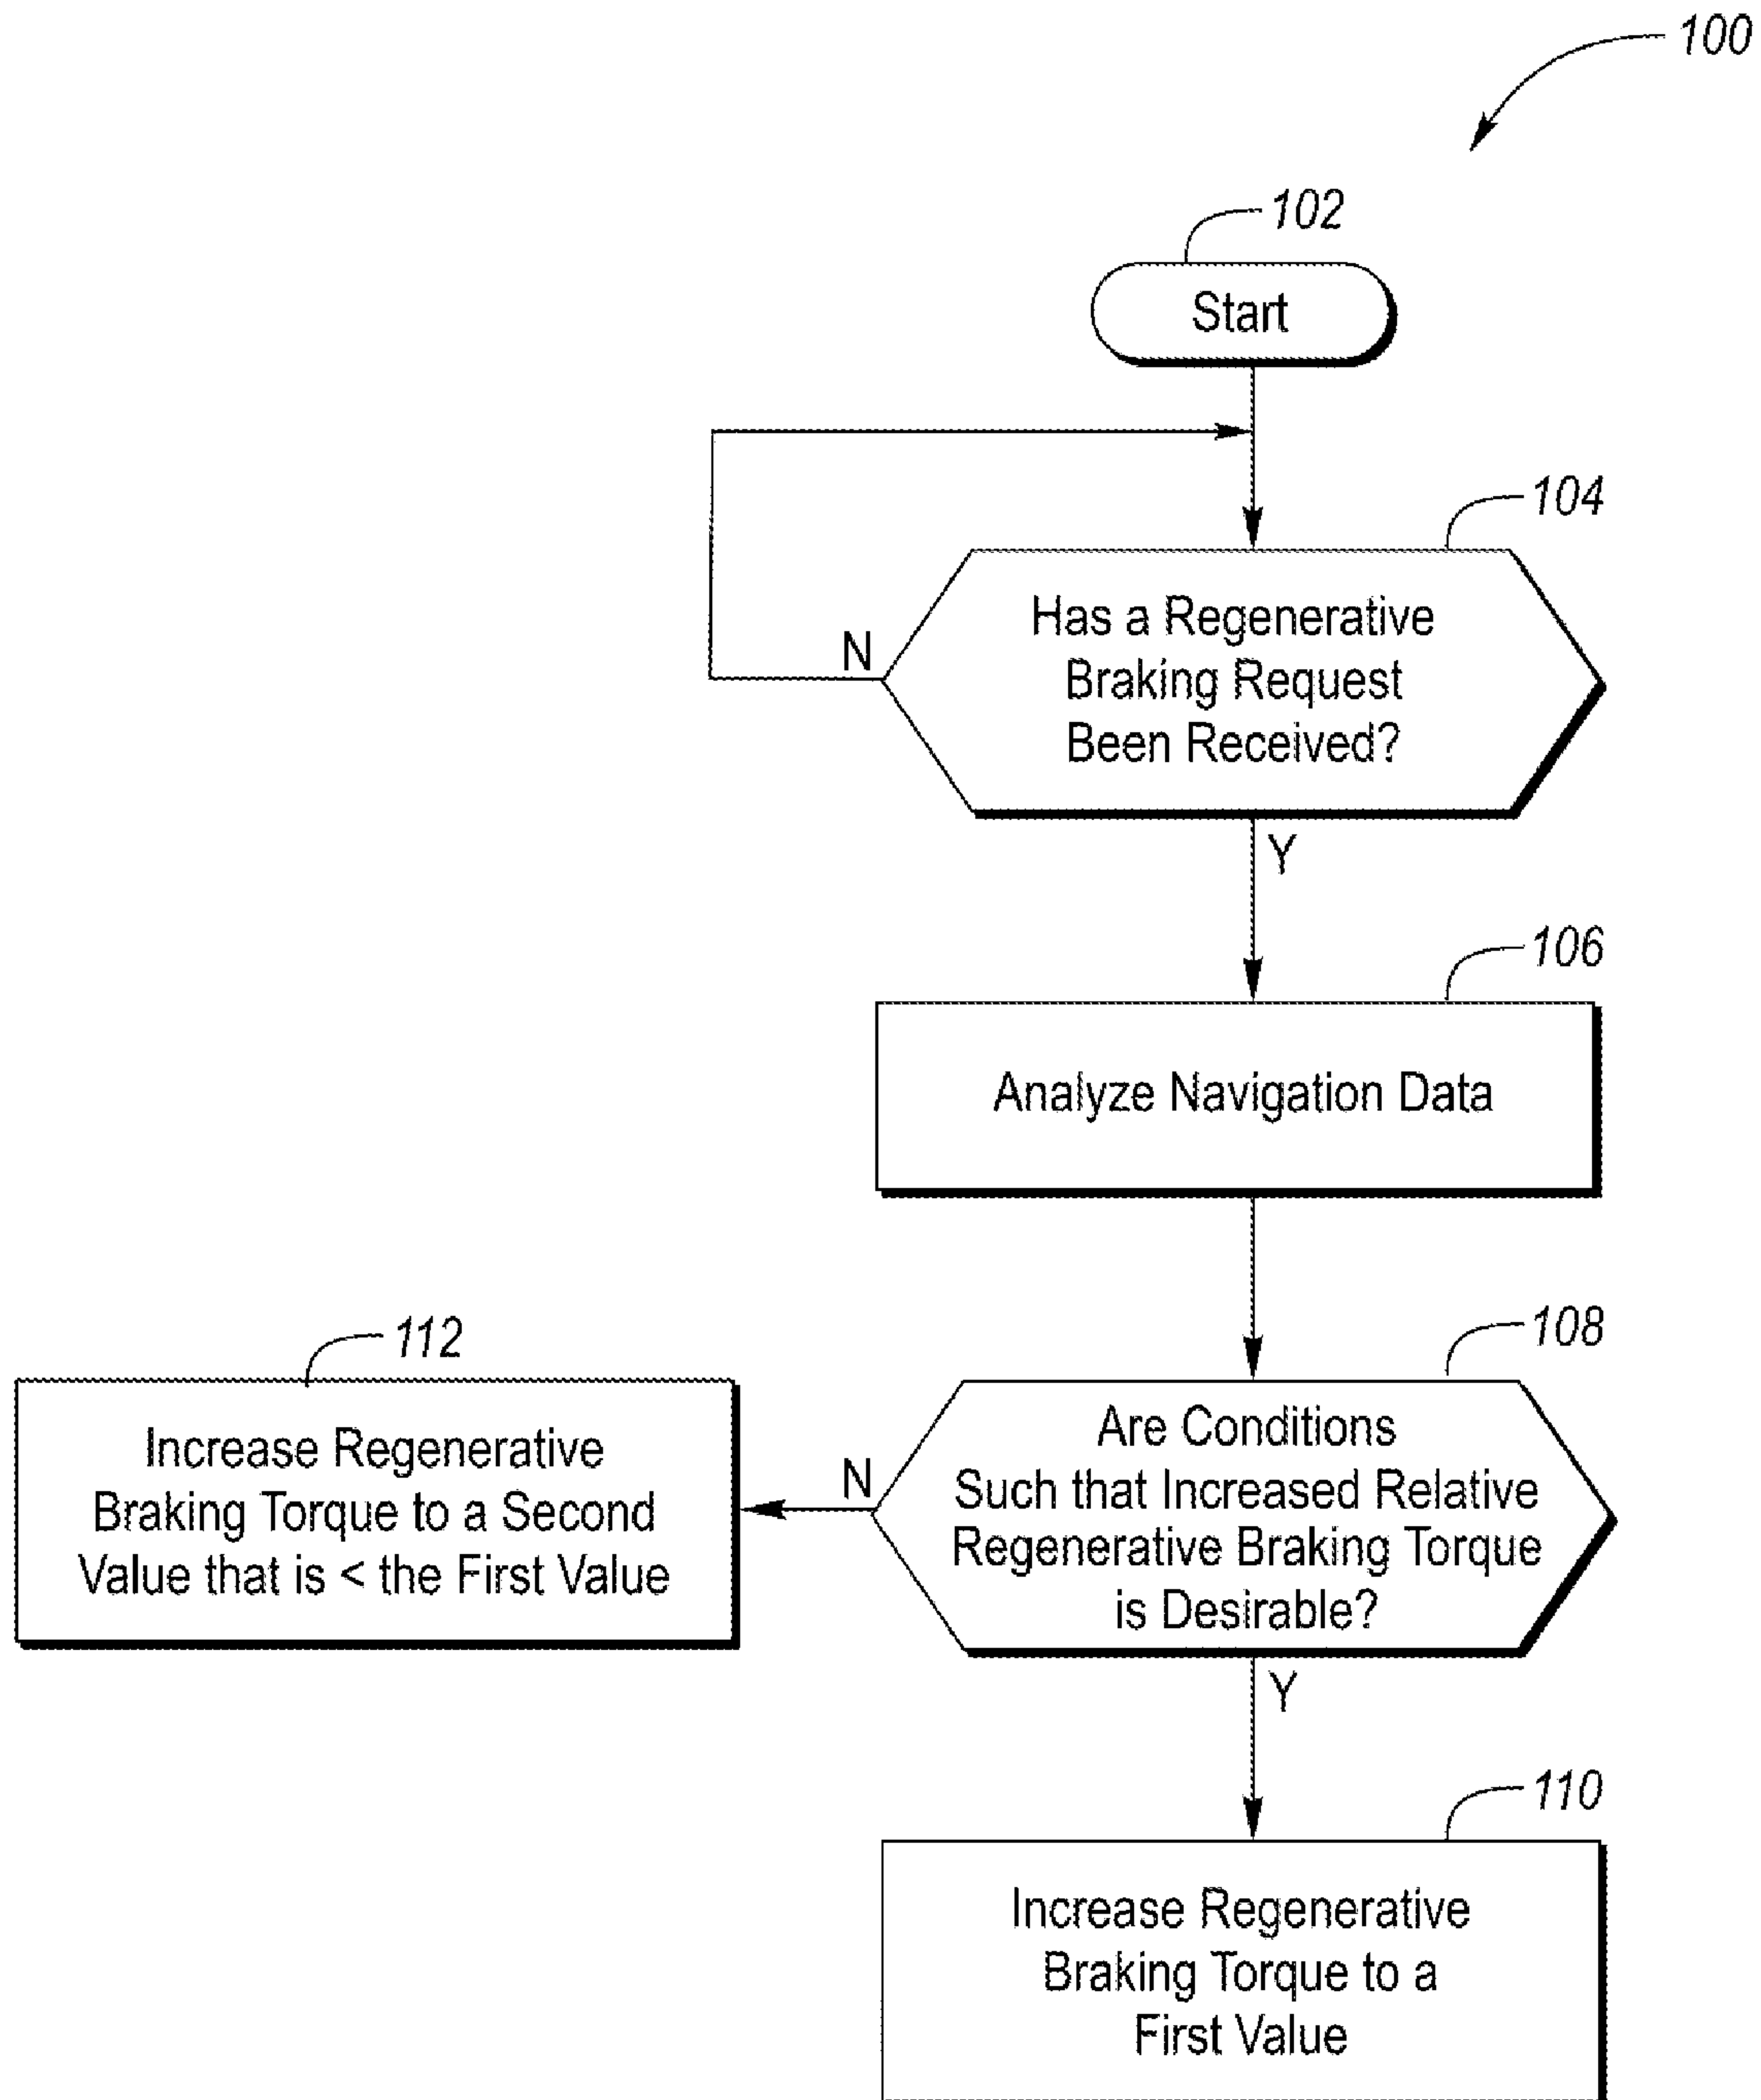 100
102
Start
104
Has a Regenerative
Braking Request
Been Received?
N
Y
106
Analyze Navigation Data
108
Are Conditions
Such that Increased Relative
Regenerative Braking Torque
is Desirable?
N
112
Increase Regenerative
Braking Torque to a Second
Value that is < the First Value
Y
110
Increase Regenerative
Braking Torque to a
First Value